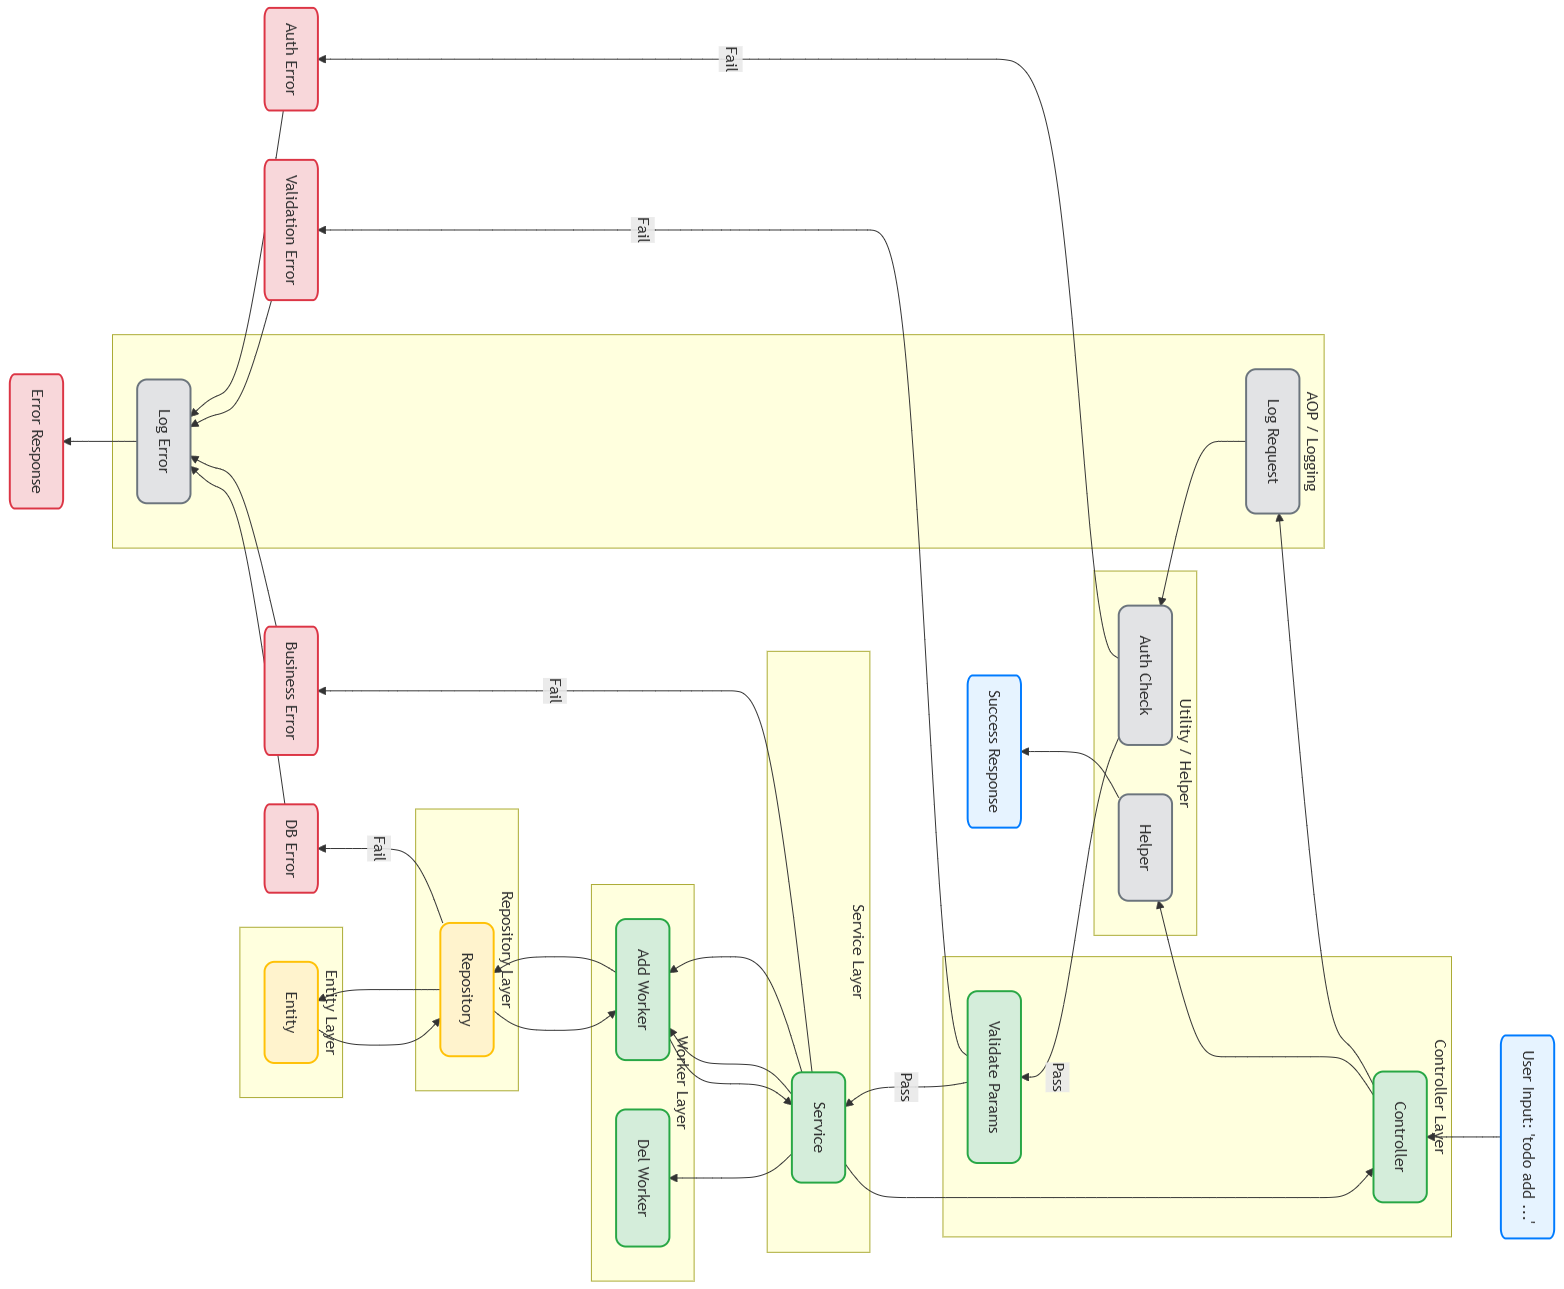 User Input: 'todo add ...'
Controller Layer
Controller
AOP / Logging
Log Request
Utility / Helper
Auth Check
Helper
Pass
Success Response
Validate Params
Pass
Service Layer
Service
Fail
Fail
Fail
Worker Layer
Add Worker
Del Worker
Repository Layer
Repository
Fail
Entity Layer
Auth Error
Validation Error
Business Error
DB Error
Entity
Log Error
Error Response